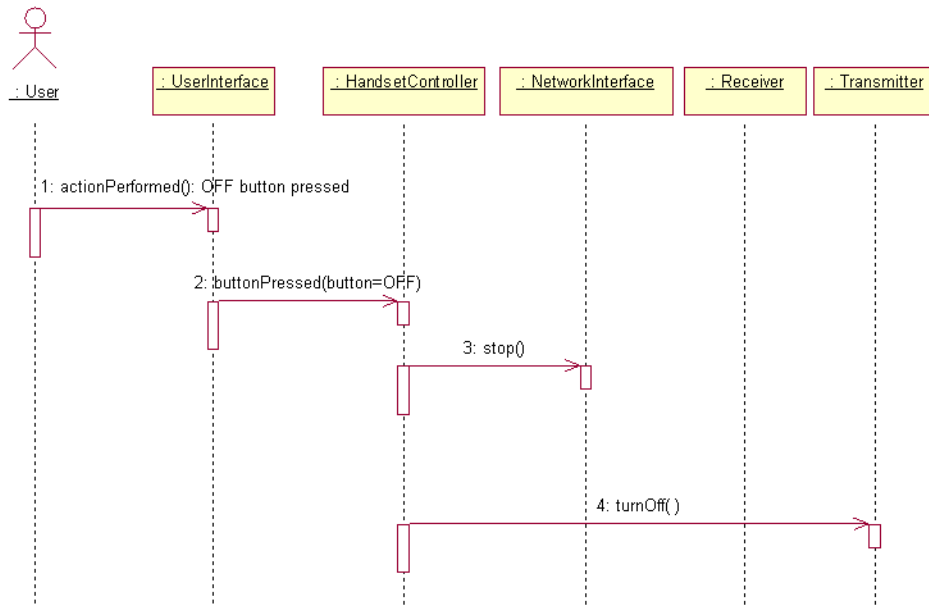 : User
: UserInterface
: HandsetController
: NetworkInterface
: Receiver
: Transmitter
1: actionPerformed(): OFF button pressed
2: buttonPressed(button=OFF)
3: stop()
4: turnOff( )